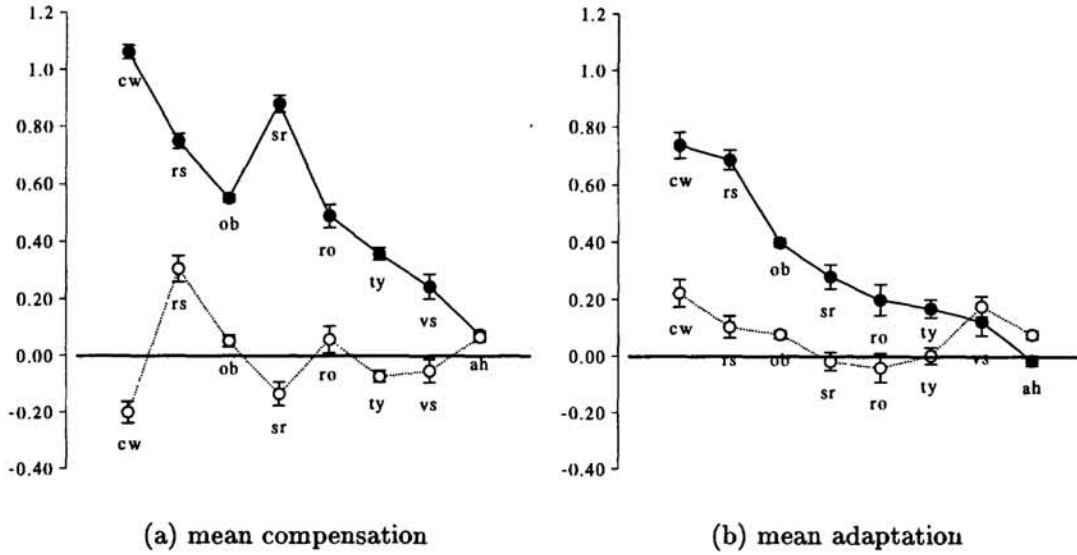 1.2
1.0
0.80
0.60
0.40
0.20
0.00
-0.20
-0.40
cw
rs
ob
sr
ro
ty
vs
ah
cw
rs
ob
sr
ro
ty
vs
(a) mean compensation
1.2
1.0
0.80
0.60
0.40
0.20
0.00
-0.20
-0.40
cw
rs
ob
sr
ro
ty
vs
ah
cw
rs
ob
sr
ro
ty
(b) mean adaptation